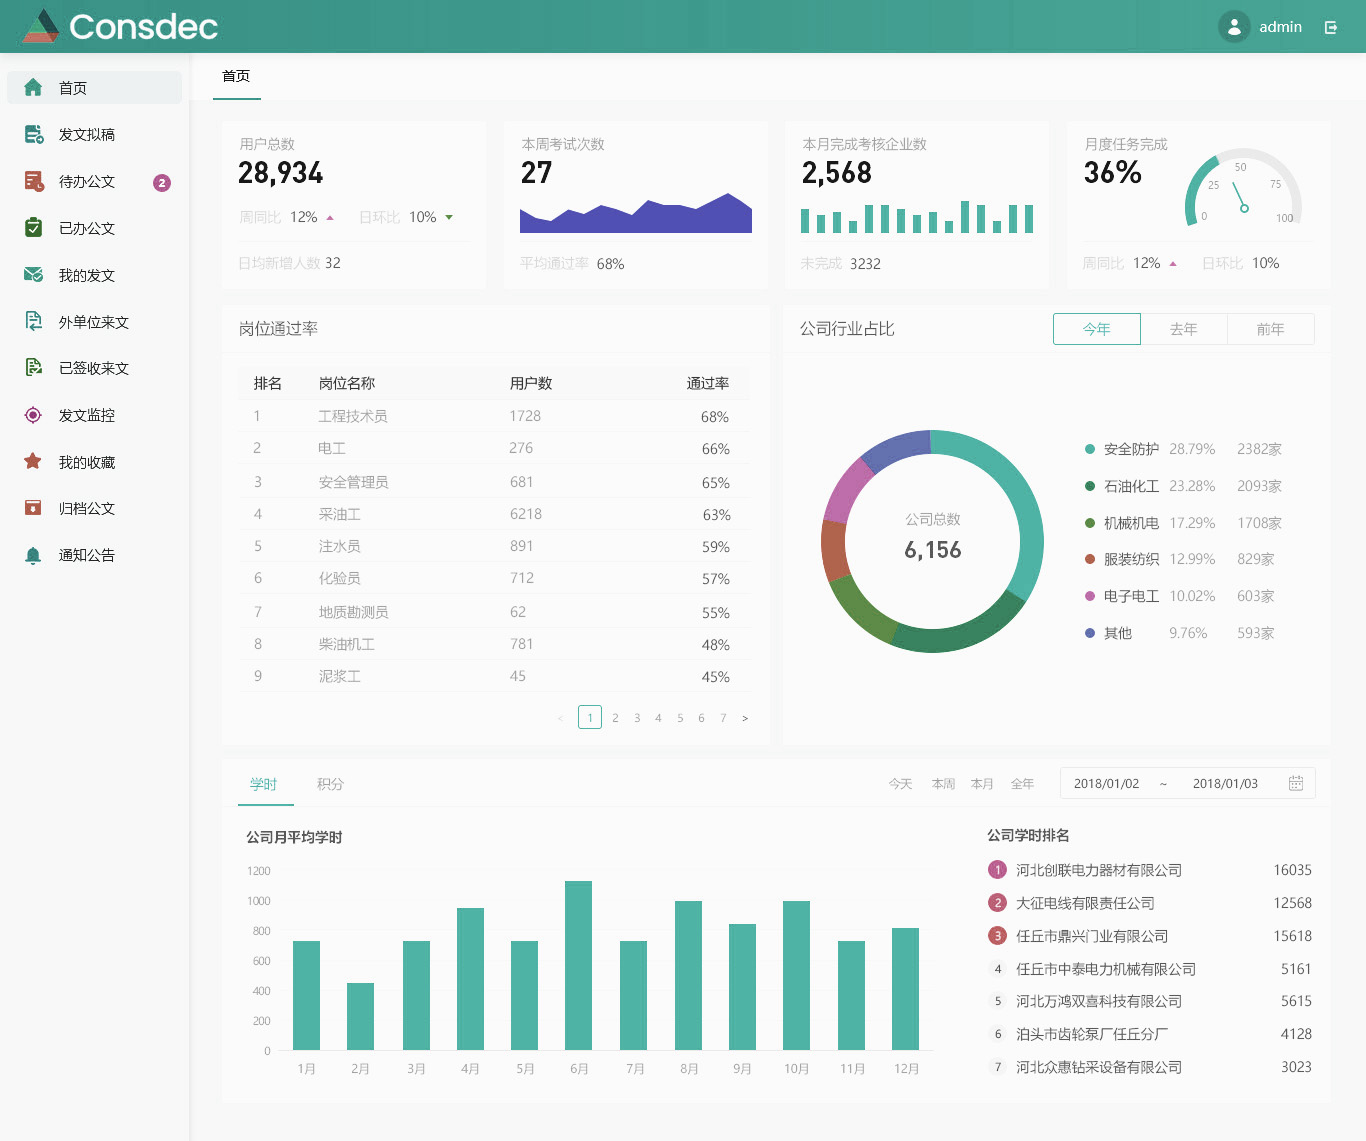 Consdec
admin
首页
发文拟稿
待办公文 2
已办公文
我的发文
外单位来文
已签收来文
发文监控
我的收藏
归档公文
通知公告
首页
用户总数
28,934
周同比 12% 日环比 10%
日均新增人数 32
本周考试次数
27
平均通过率 68%
本月完成考核企业数
2,568
未完成 3232
月度任务完成
36%
0 25 50 75 100
周同比 12% 日环比 10%
岗位通过率
排名 岗位名称 用户数 通过率
1 工程技术员 1728 68%
2 电工 276 66%
3 安全管理员 681 65%
4 采油工 6218 63%
5 注水员 891 59%
6 化验员 712 57%
7 地质勘测员 62 55%
8 柴油机工 781 48%
9 泥浆工 45 45%
< 1 2 3 4 5 6 7 >
公司行业占比
今年 去年 前年
公司总数
6,156
安全防护 28.79% 2382家
石油化工 23.28% 2093家
机械机电 17.29% 1708家
服装纺织 12.99% 829家
电子电工 10.02% 603家
其他 9.76% 593家
学时 积分
今天 本周 本月 全年 2018/01/02 ~ 2018/01/03
公司月平均学时
1200
1000
800
600
400
200
0
1月 2月 3月 4月 5月 6月 7月 8月 9月 10月 11月 12月
公司学时排名
1 河北创联电力器材有限公司 16035
2 大征电线有限责任公司 12568
3 任丘市鼎兴门业有限公司 15618
4 任丘市中泰电力机械有限公司 5161
5 河北万鸿双喜科技有限公司 5615
6 泊头市齿轮泵厂任丘分厂 4128
7 河北众惠钻采设备有限公司 3023